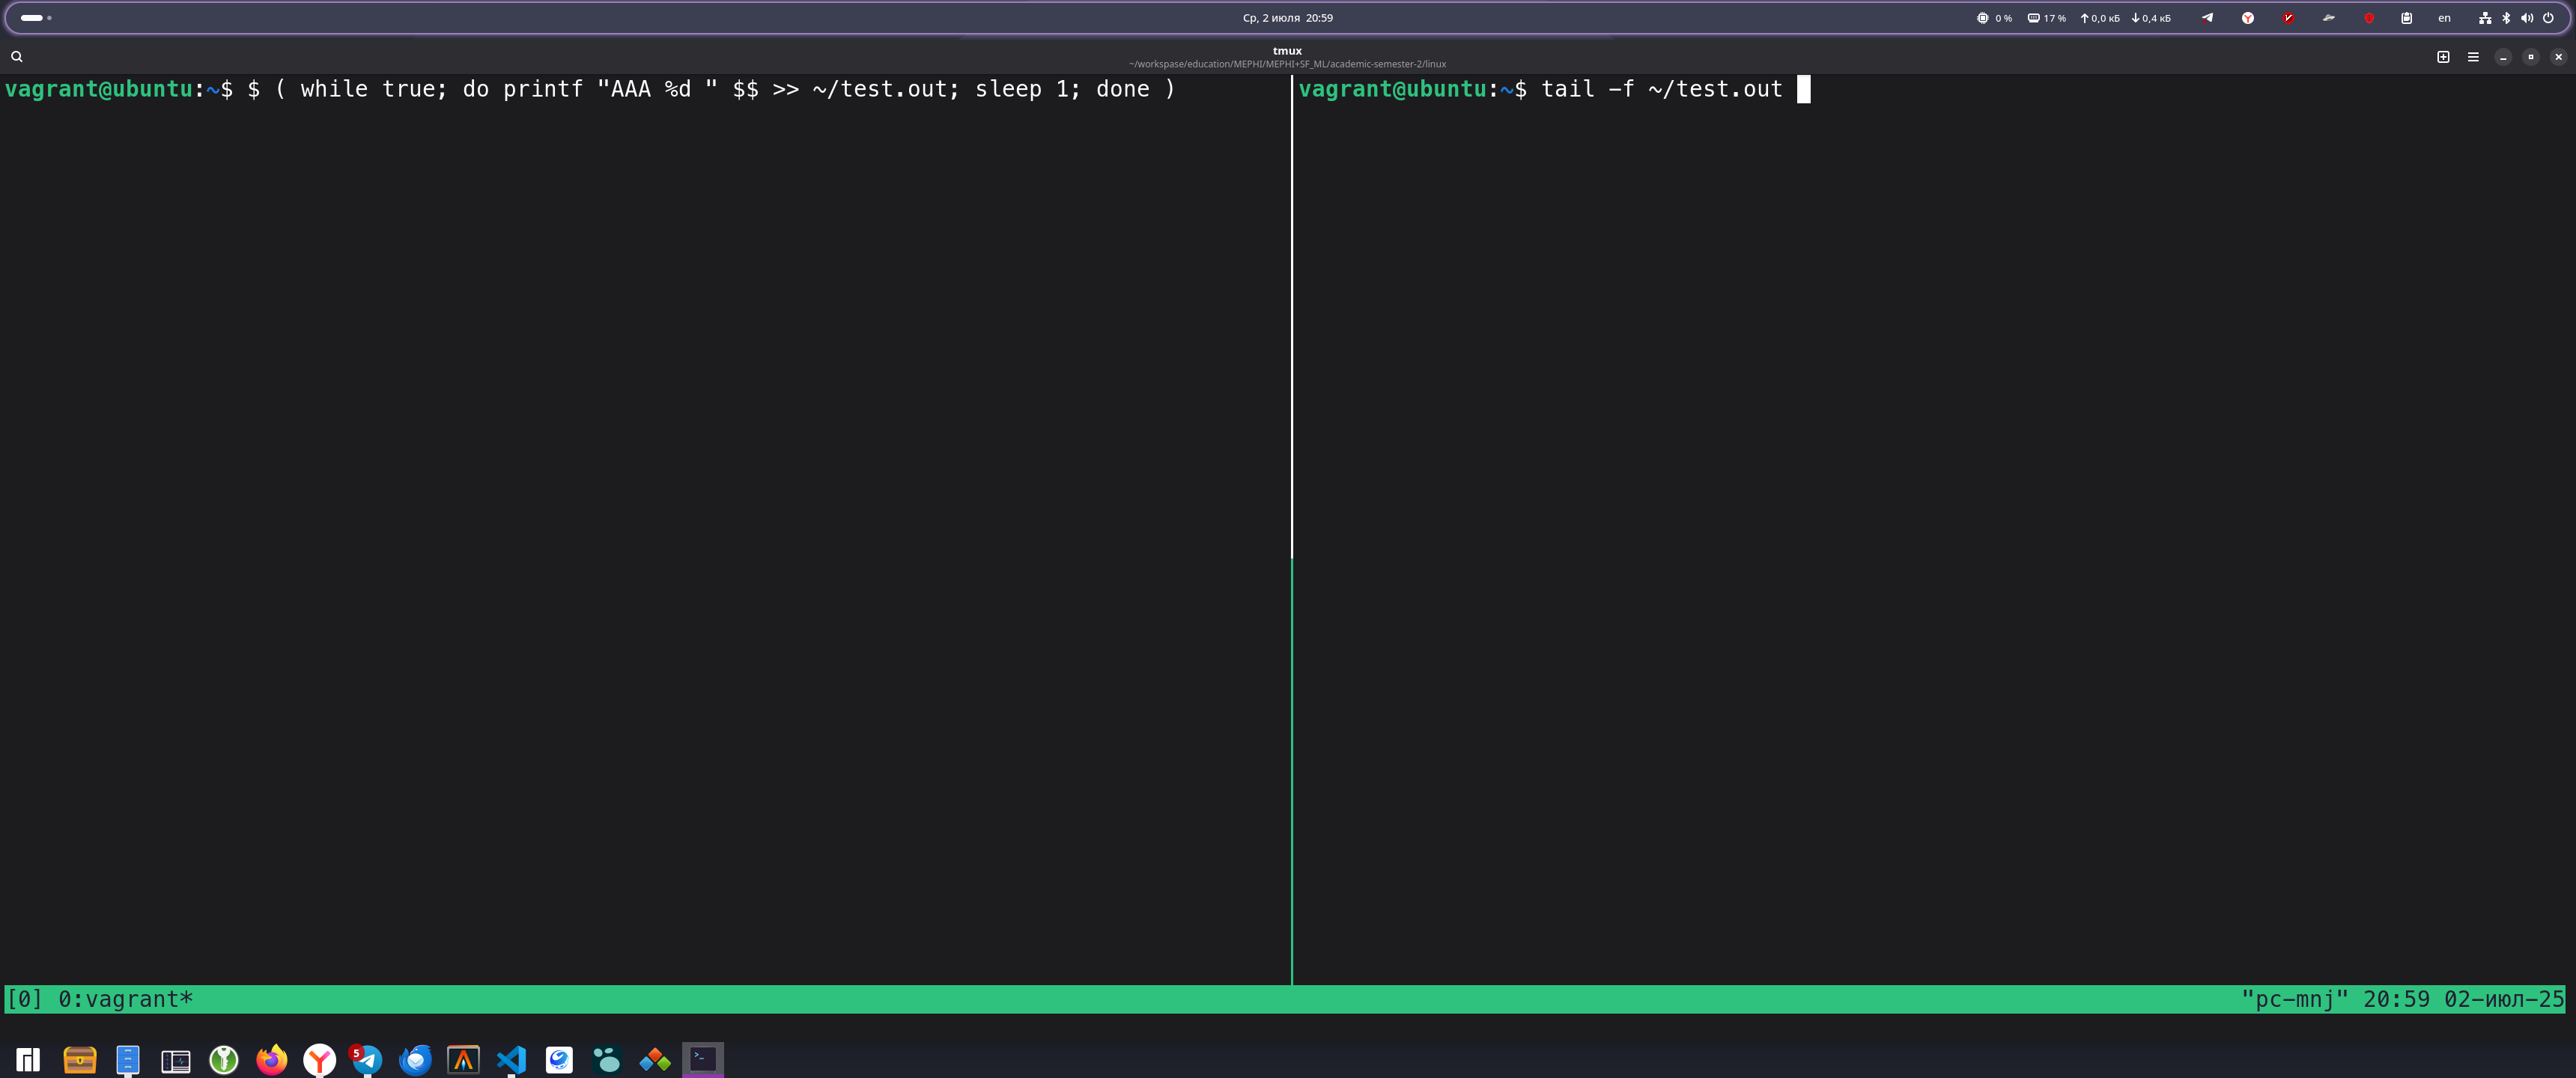 Ср, 2 июля 20:59
0 % 17 % 0,0 кБ 0,4 кБ en
tmux
~/workspase/education/MEPHI/MEPHI+SF_ML/academic-semester-2/linux
vagrant@ubuntu:~$ $ ( while true; do printf "AAA %d " $$ >> ~/test.out; sleep 1; done )
vagrant@ubuntu:~$ tail -f ~/test.out
[0] 0:vagrant*
"pc-mnj" 20:59 02-июл-25
5